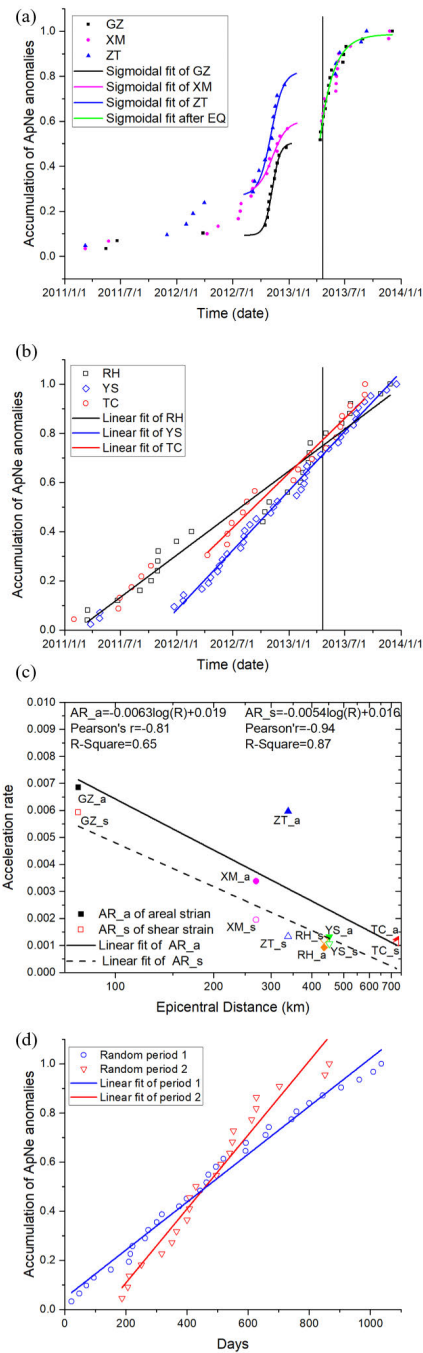 (a)
GZ
XM
ZT
Sigmoidal fit of GZ
Sigmoidal fit of XM
Sigmoidal fit of ZT
Sigmoidal fit after EQ
Accumulation of ApNe anomalies
1.0
0.8
0.6
0.4
0.2
0.0
2011/1/1 2011/7/1 2012/1/1 2012/7/1 2013/1/1 2013/7/1 2014/1/1
Time (date)
(b)
RH
YS
TC
Linear fit of RH
Linear fit of YS
Linear fit of TC
Accumulation of ApNe anomalies
1.0
0.8
0.6
0.4
0.2
0.0
2011/1/1 2011/7/1 2012/1/1 2012/7/1 2013/1/1 2013/7/1 2014/1/1
Time (date)
(c)
AR_a=-0.0063log(R)+0.019 AR_s=-0.0054log(R)+0.016
Pearson's r=-0.81 Pearson'r=-0.94
R-Square=0.65 R-Square=0.87
Acceleration rate
0.010
0.009
0.008
0.007
0.006
0.005
0.004
0.003
0.002
0.001
0.000
GZ_a
GZ_s
ZT_a
XM_a
XM_s
ZT_s
RH_s
YS_a
RH_a
YS_s
TC_a
TC_s
AR_a of areal strian
AR_s of shear strain
Linear fit of AR_a
Linear fit of AR_s
100 200 300 400 500 600 700
Epicentral Distance (km)
(d)
Random period 1
Random period 2
Linear fit of period 1
Linear fit of period 2
Accumulation of ApNe anomalies
1.0
0.8
0.6
0.4
0.2
0.0
0 200 400 600 800 1000
Days